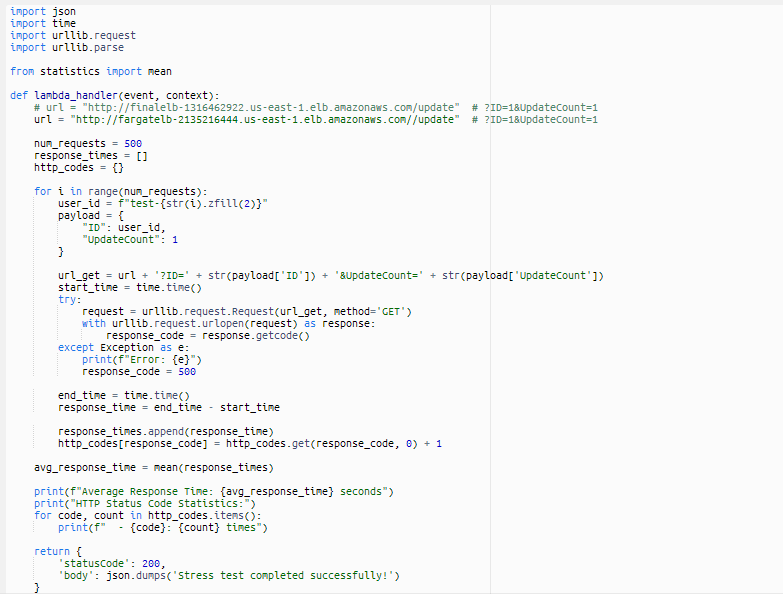 import json
import time
import urllib.request
import urllib.parse

from statistics import mean

def lambda_handler(event, context):
    # url = "http://finalelb-1316462922.us-east-1.elb.amazonaws.com/update"  # ?ID=1&UpdateCount=1
    url = "http://fargatelb-2135216444.us-east-1.elb.amazonaws.com//update"  # ?ID=1&UpdateCount=1

    num_requests = 500
    response_times = []
    http_codes = {}

    for i in range(num_requests):
        user_id = f"test-{str(i).zfill(2)}"
        payload = {
            "ID": user_id,
            "UpdateCount": 1
        }

        url_get = url + '?ID=' + str(payload['ID']) + '&UpdateCount=' + str(payload['UpdateCount'])
        start_time = time.time()
        try:
            request = urllib.request.Request(url_get, method='GET')
            with urllib.request.urlopen(request) as response:
                response_code = response.getcode()
        except Exception as e:
            print(f"Error: {e}")
            response_code = 500

        end_time = time.time()
        response_time = end_time - start_time

        response_times.append(response_time)
        http_codes[response_code] = http_codes.get(response_code, 0) + 1

    avg_response_time = mean(response_times)

    print(f"Average Response Time: {avg_response_time} seconds")
    print("HTTP Status Code Statistics:")
    for code, count in http_codes.items():
        print(f"  - {code}: {count} times")

    return {
        'statusCode': 200,
        'body': json.dumps('Stress test completed successfully!')
    }